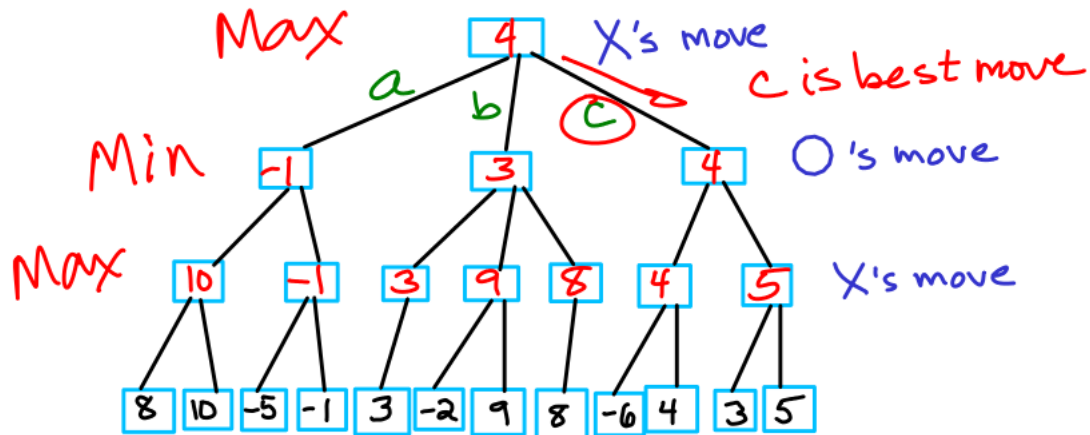 Max 4 X's move
a b c c is best move
Min -1 3 4 O's move
Max 10 -1 3 9 8 4 5 X's move
8 10 -5 -1 3 -2 9 8 -6 4 3 5